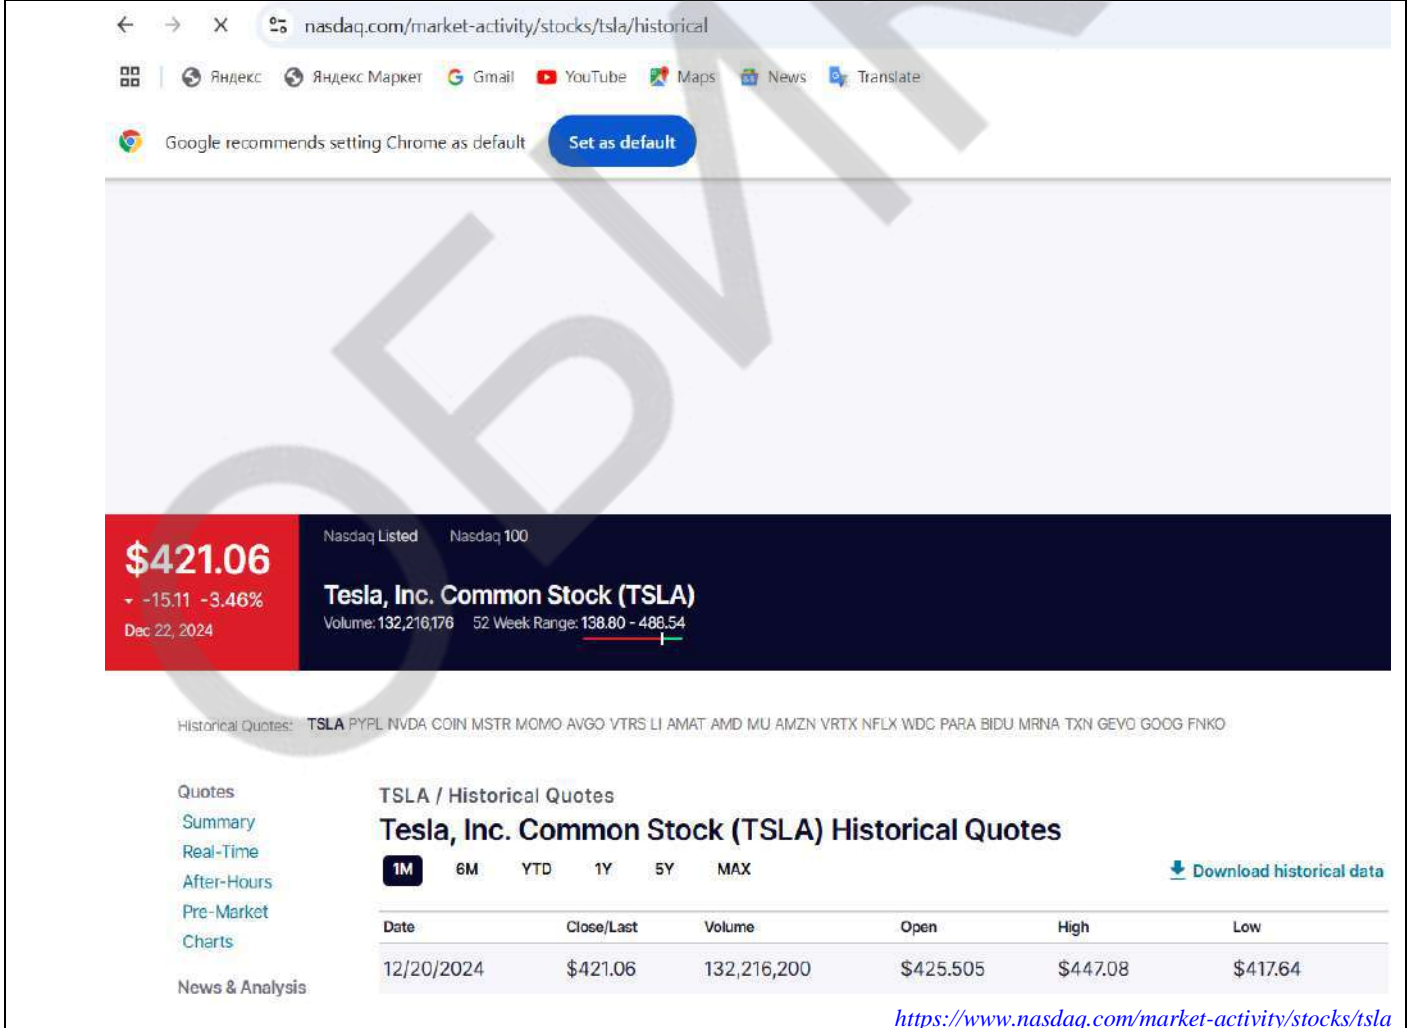 nasdaq.com/market-activity/stocks/tsla/historical
Яндекс Яндекс Маркет Gmail YouTube Maps News Translate
Google recommends setting Chrome as default Set as default
ОБИК
Nasdaq Listed Nasdaq 100
$421.06
Tesla, Inc. Common Stock (TSLA)
-15.11 -3.46%
Volume: 132,216,176 52 Week Range: 138.80 - 488.54
Dec 22, 2024
Historical Quotes: TSLA PYPL NVDA COIN MSTR MOMO AVGO VTRS LI AMAT AMD MU AMZN VRTX NFLX WDC PARA BIDU MRNA TXN GEVO GOOG FNKO
Quotes
Summary
Real-Time
After-Hours
Pre-Market
Charts
News & Analysis
TSLA / Historical Quotes
Tesla, Inc. Common Stock (TSLA) Historical Quotes
1M 6M YTD 1Y 5Y MAX Download historical data
Date Close/Last Volume Open High Low
12/20/2024 $421.06 132,216,200 $425.505 $447.08 $417.64
https://www.nasdaq.com/market-activity/stocks/tsla